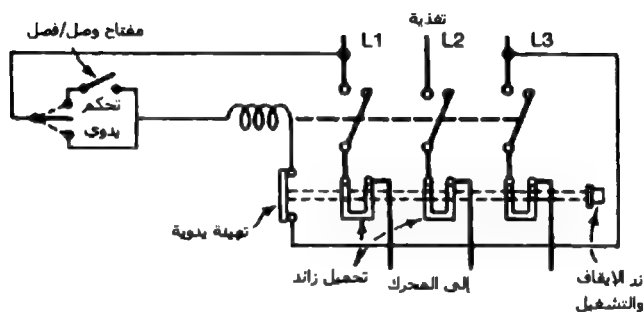 تغذية
L1 L2 L3
مفتاح وصل/فصل
تحكم
يدوي
تهيئة يدوية
تحميل زائد
إلى المحرك
زر الإيقاف
والتشغيل